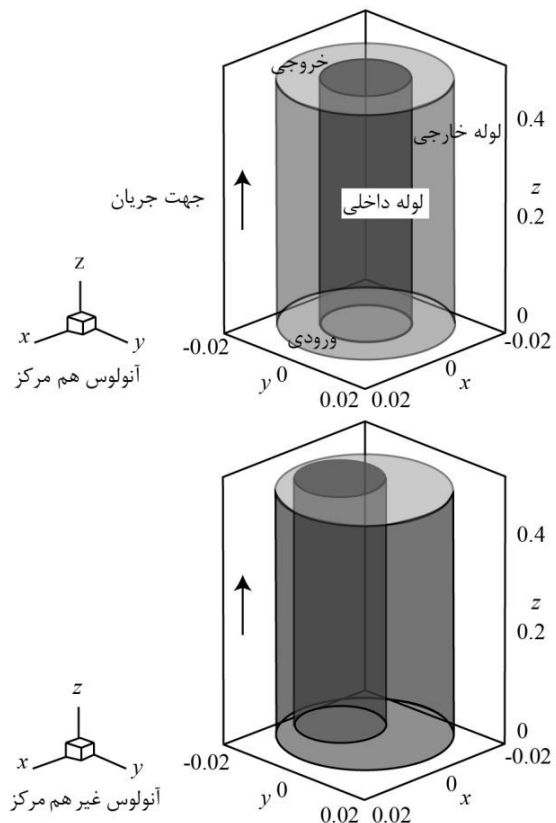 خروجی
0.4
لوله خارجی
z
جهت جریان
لوله داخلی
0.2
z
0
x y
ورودی
-0.02 -0.02
y 0 0 x
آنولوس هم مرکز
0.02 0.02
0.4
z
0.2
z
0
x y
-0.02 -0.02
y 0 0 x
آنولوس غیر هم مرکز
0.02 0.02